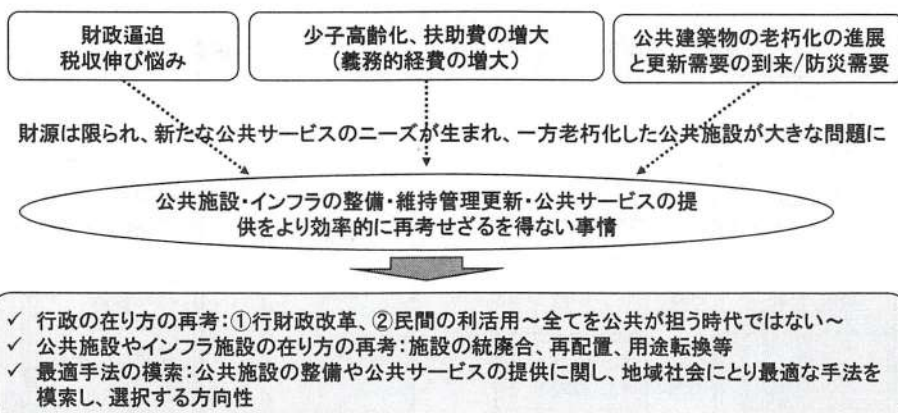 財政逼迫
税収伸び悩み
少子高齢化、扶助費の増大
(義務的経費の増大)
公共建築物の老朽化の進展
と更新需要の到来/防災需要
財源は限られ、新たな公共サービスのニーズが生まれ、一方老朽化した公共施設が大きな問題に
公共施設・インフラの整備・維持管理更新・公共サービスの提
供をより効率的に再考せざるを得ない事情
✓ 行政の在り方の再考:①行財政改革、②民間の利活用～全てを公共が担う時代ではない～
✓ 公共施設やインフラ施設の在り方の再考:施設の統廃合、再配置、用途転換等
✓ 最適手法の模索:公共施設の整備や公共サービスの提供に関し、地域社会にとり最適な手法を
模索し、選択する方向性